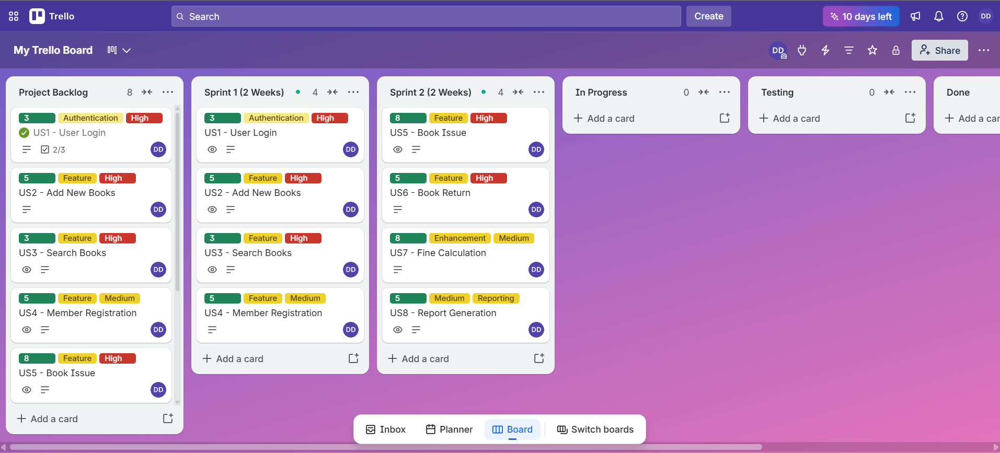 Trello
Search
Create
10 days left
DD
My Trello Board
DD
Share
Project Backlog 8
3 Authentication High
US1 - User Login
2/3 DD
5 Feature High
US2 - Add New Books
DD
3 Feature High
US3 - Search Books
DD
5 Feature Medium
US4 - Member Registration
DD
8 Feature High
US5 - Book Issue
DD
Add a card
Sprint 1 (2 Weeks) 4
3 Authentication High
US1 - User Login
DD
5 Feature High
US2 - Add New Books
DD
3 Feature High
US3 - Search Books
DD
5 Feature Medium
US4 - Member Registration
DD
Add a card
Sprint 2 (2 Weeks) 4
8 Feature High
US5 - Book Issue
DD
5 Feature High
US6 - Book Return
DD
8 Enhancement Medium
US7 - Fine Calculation
DD
5 Medium Reporting
US8 - Report Generation
DD
Add a card
In Progress 0
Add a card
Testing 0
Add a card
Done
Add a car
Inbox
Planner
Board
Switch boards